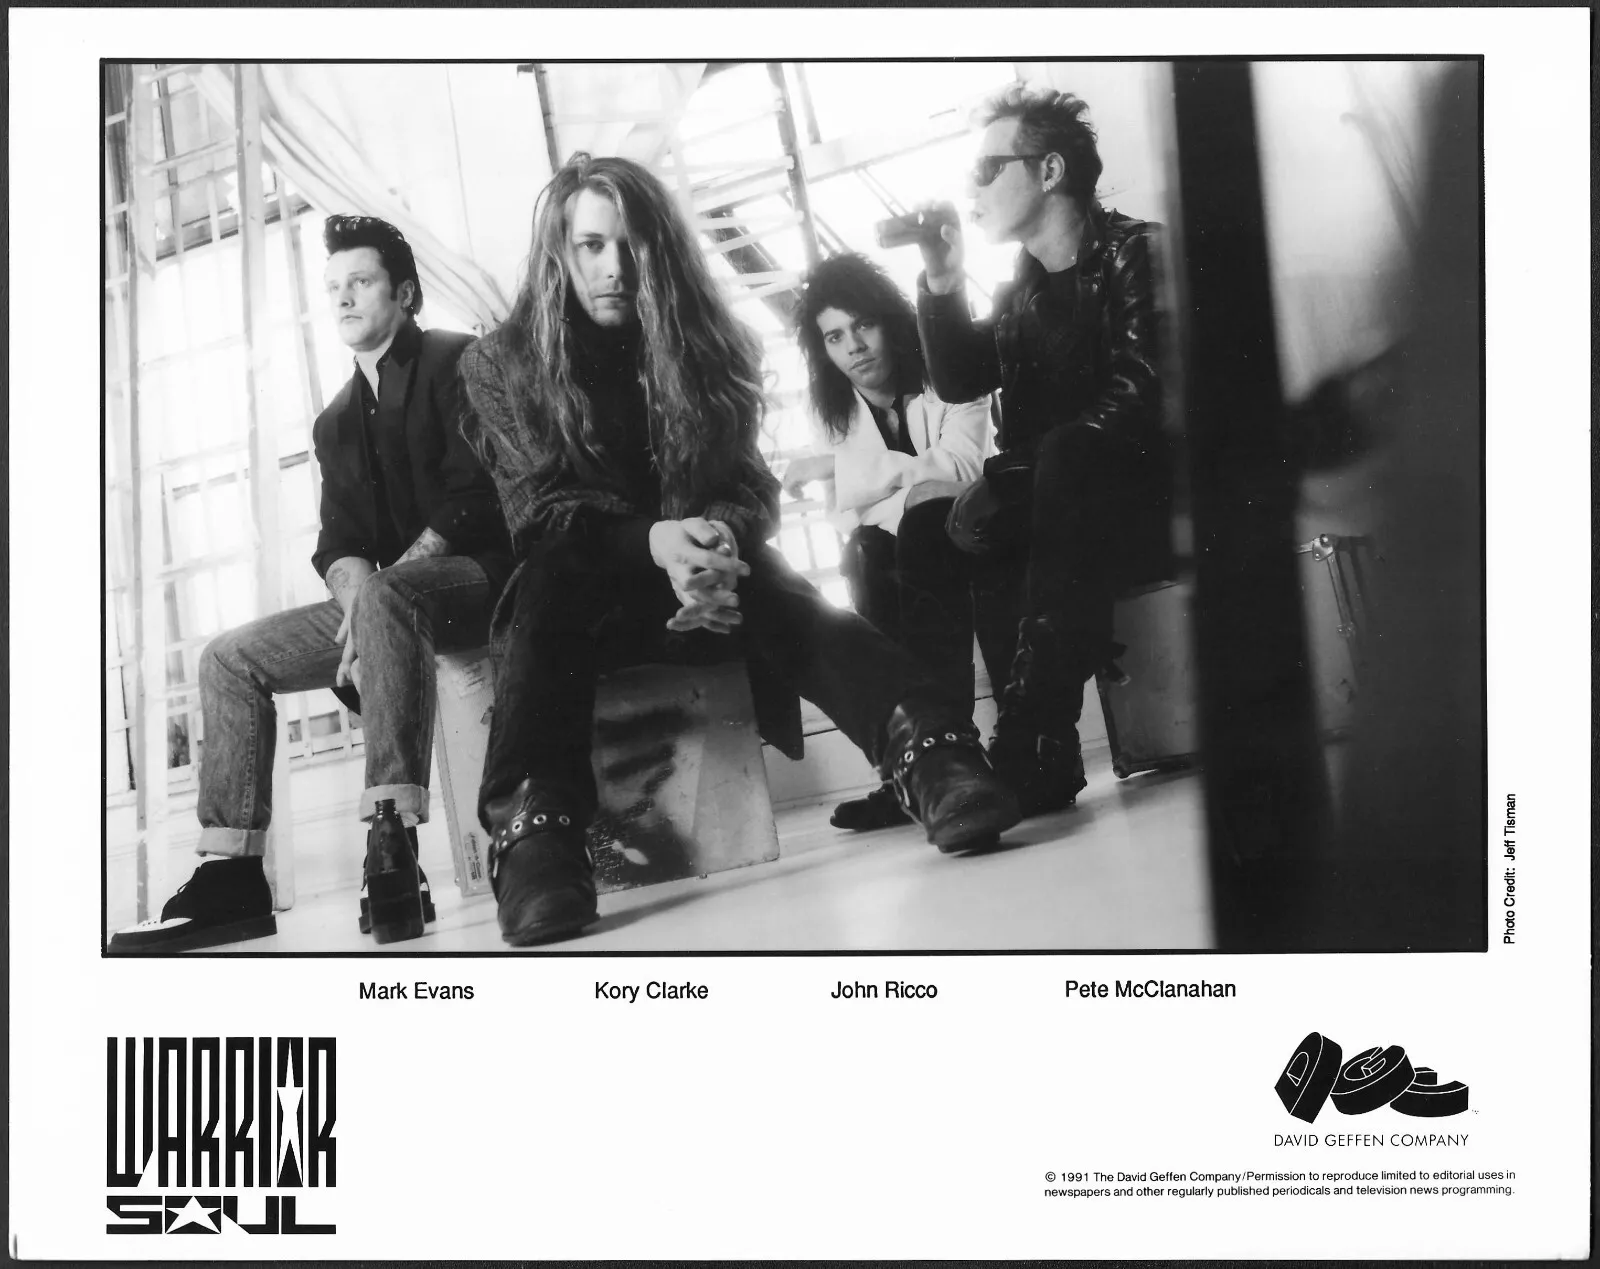 Photo Credit: Jeff Tisman
Mark Evans Kory Clarke John Ricco Pete McClanahan
WARRIOR
SOUL
DGC
DAVID GEFFEN COMPANY
© 1991 The David Geffen Company/Permission to reproduce limited to editorial uses in
newspapers and other regularly published periodicals and television news programming.